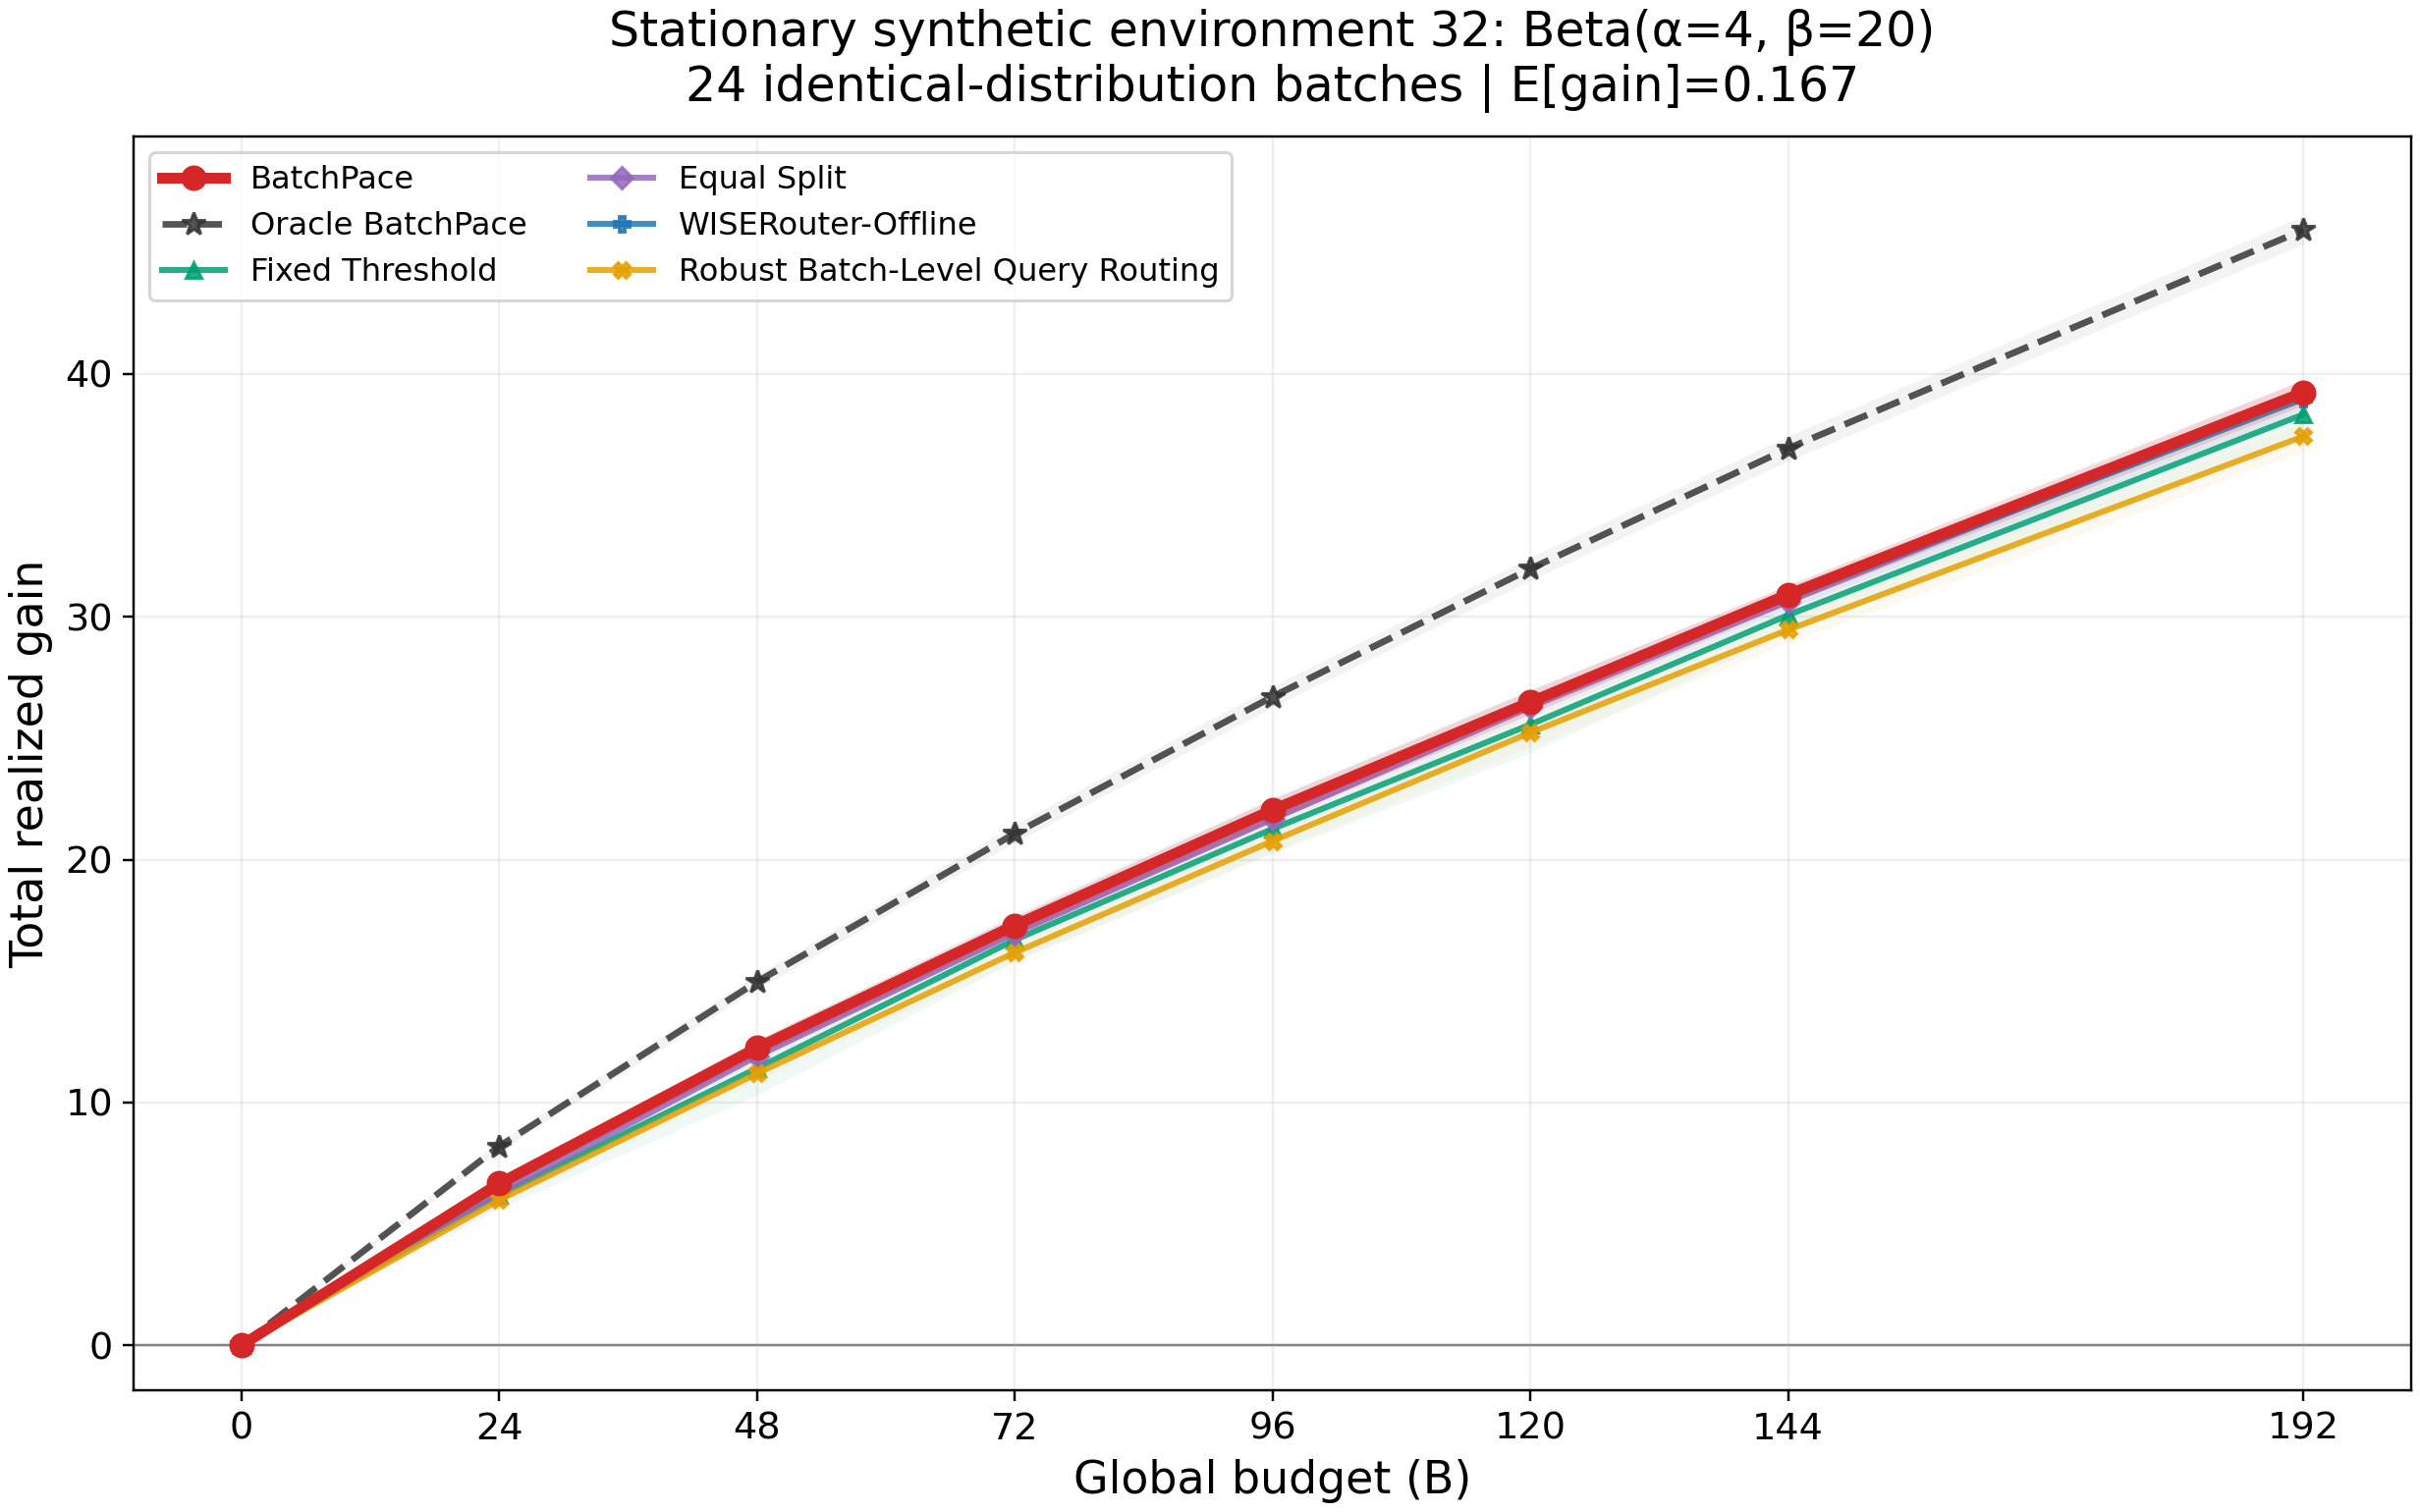 Stationary synthetic environment 32: Beta(α=4, β=20)
24 identical-distribution batches | E[gain]=0.167
BatchPace
Oracle BatchPace
Fixed Threshold
Equal Split
WISERouter-Offline
Robust Batch-Level Query Routing
Total realized gain
40
30
20
10
0
0 24 48 72 96 120 144 192
Global budget (B)